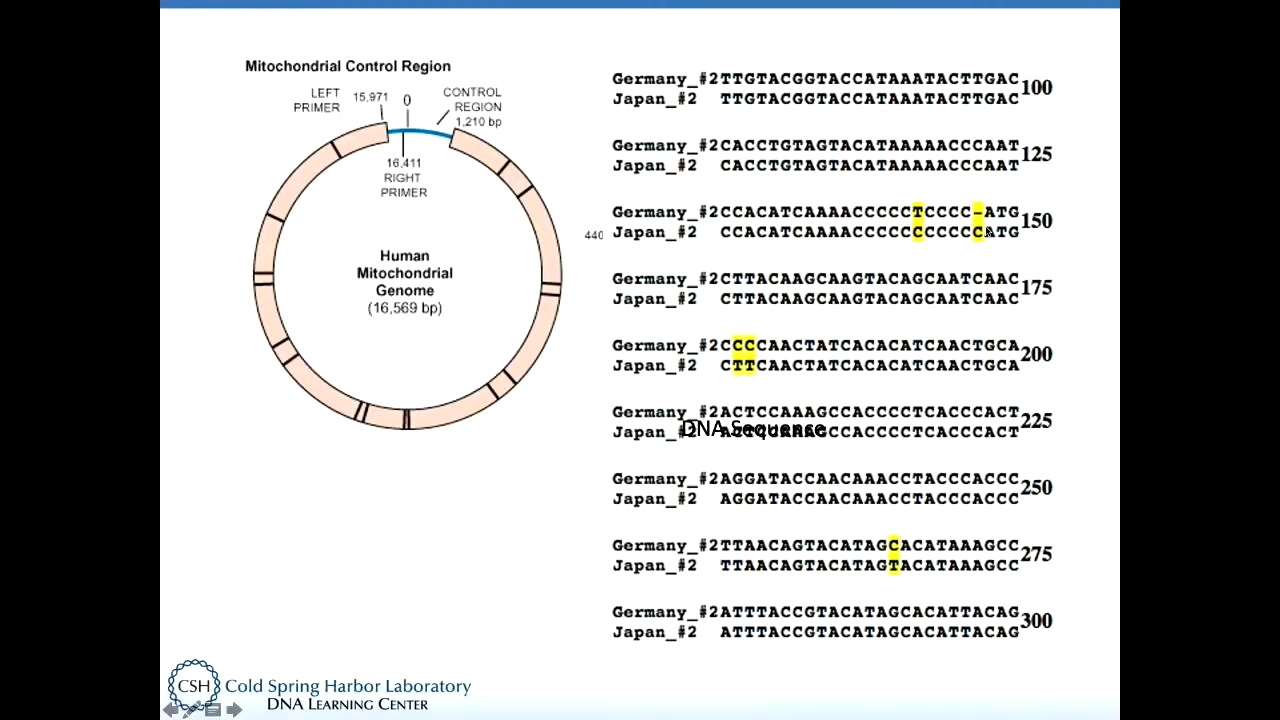 Mitochondrial Control Region
LEFT
PRIMER
15,971
0
CONTROL
REGION
1,210 bp
16,411
RIGHT
PRIMER
440
Human
Mitochondrial
Genome
(16,569 bp)
Germany_#2TTGTACGGTACCATAAATACTTGAC
Japan_#2 TTGTACGGTACCATAAATACTTGAC
100
Germany_#2CACCTGTAGTACATAAAAACCCAAT
Japan_#2 CACCTGTAGTACATAAAAACCCAAT
125
Germany_#2CCACATCAAAACCCCCTCCCC-ATG
Japan_#2 CCACATCAAAACCCCCCCCCCCATG
150
Germany_#2CTTACAAGCAAGTACAGCAATCAAC
Japan_#2 CTTACAAGCAAGTACAGCAATCAAC
175
Germany_#2CCCCAACTATCACACATCAACTGCA
Japan_#2 CTTCAACTATCACACATCAACTGCA
200
Germany_#2ACTCCAAAGCCACCCCTCACCCACT
Japan_#2 ACTCCAAAGCCACCCCTCACCCACT
225
DNA Sequence
Germany_#2AGGATACCAACAAACCTACCCACCC
Japan_#2 AGGATACCAACAAACCTACCCACCC
250
Germany_#2TTAACAGTACATAGCACATAAAGCC
Japan_#2 TTAACAGTACATAGTACATAAAGCC
275
Germany_#2ATTTACCGTACATAGCACATTACAG
Japan_#2 ATTTACCGTACATAGCACATTACAG
300
CSH Cold Spring Harbor Laboratory
DNA LEARNING CENTER